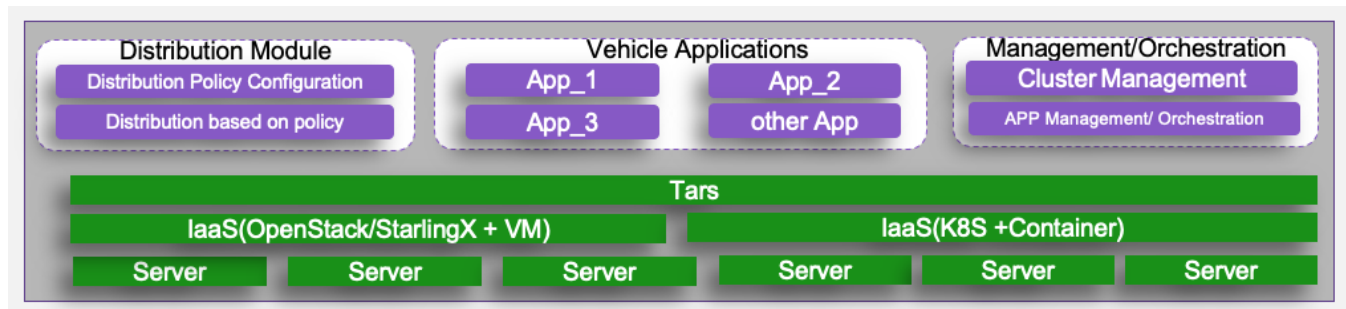 Distribution Module
Distribution Policy Configuration
Distribution based on policy
Vehicle Applications
App_1
App_2
App_3
other App
Management/Orchestration
Cluster Management
APP Management/ Orchestration
Tars
IaaS(OpenStack/StarlingX + VM)
IaaS(K8S +Container)
Server
Server
Server
Server
Server
Server